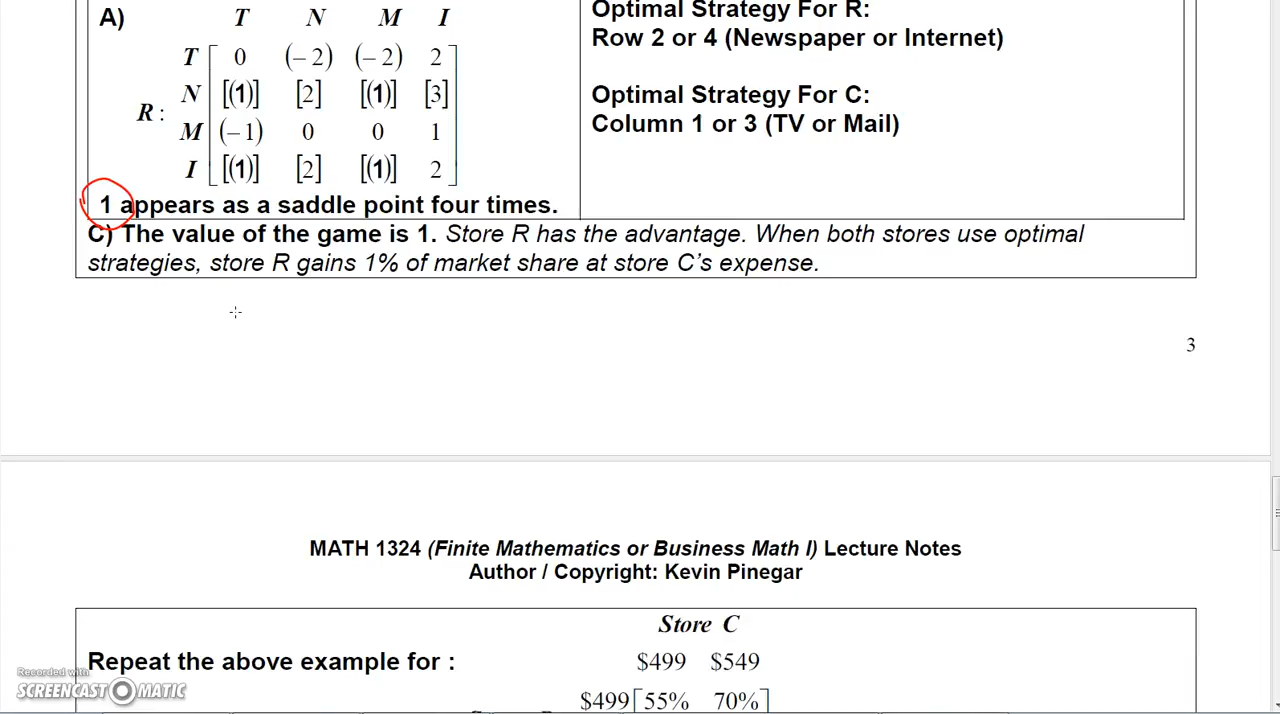 A) T N M I
T 0 (– 2) (– 2) 2
R : N [(1)] [2] [(1)] [3]
M (– 1) 0 0 1
I [(1)] [2] [(1)] 2
1 appears as a saddle point four times.
Optimal Strategy For R:
Row 2 or 4 (Newspaper or Internet)
Optimal Strategy For C:
Column 1 or 3 (TV or Mail)
C) The value of the game is 1. Store R has the advantage. When both stores use optimal
strategies, store R gains 1% of market share at store C’s expense.
3
MATH 1324 (Finite Mathematics or Business Math I) Lecture Notes
Author / Copyright: Kevin Pinegar
Store C
Repeat the above example for : $499 $549
$499 [55% 70%]
Recorded with
SCREENCAST O MATIC